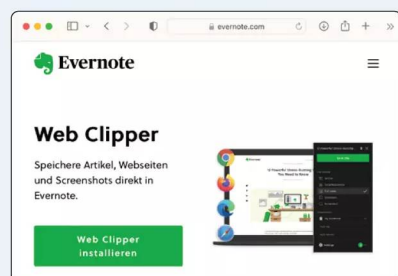 evernote.com
Evernote
Web Clipper
Speichere Artikel, Webseiten
und Screenshots direkt in
Evernote.
Web Clipper
installieren